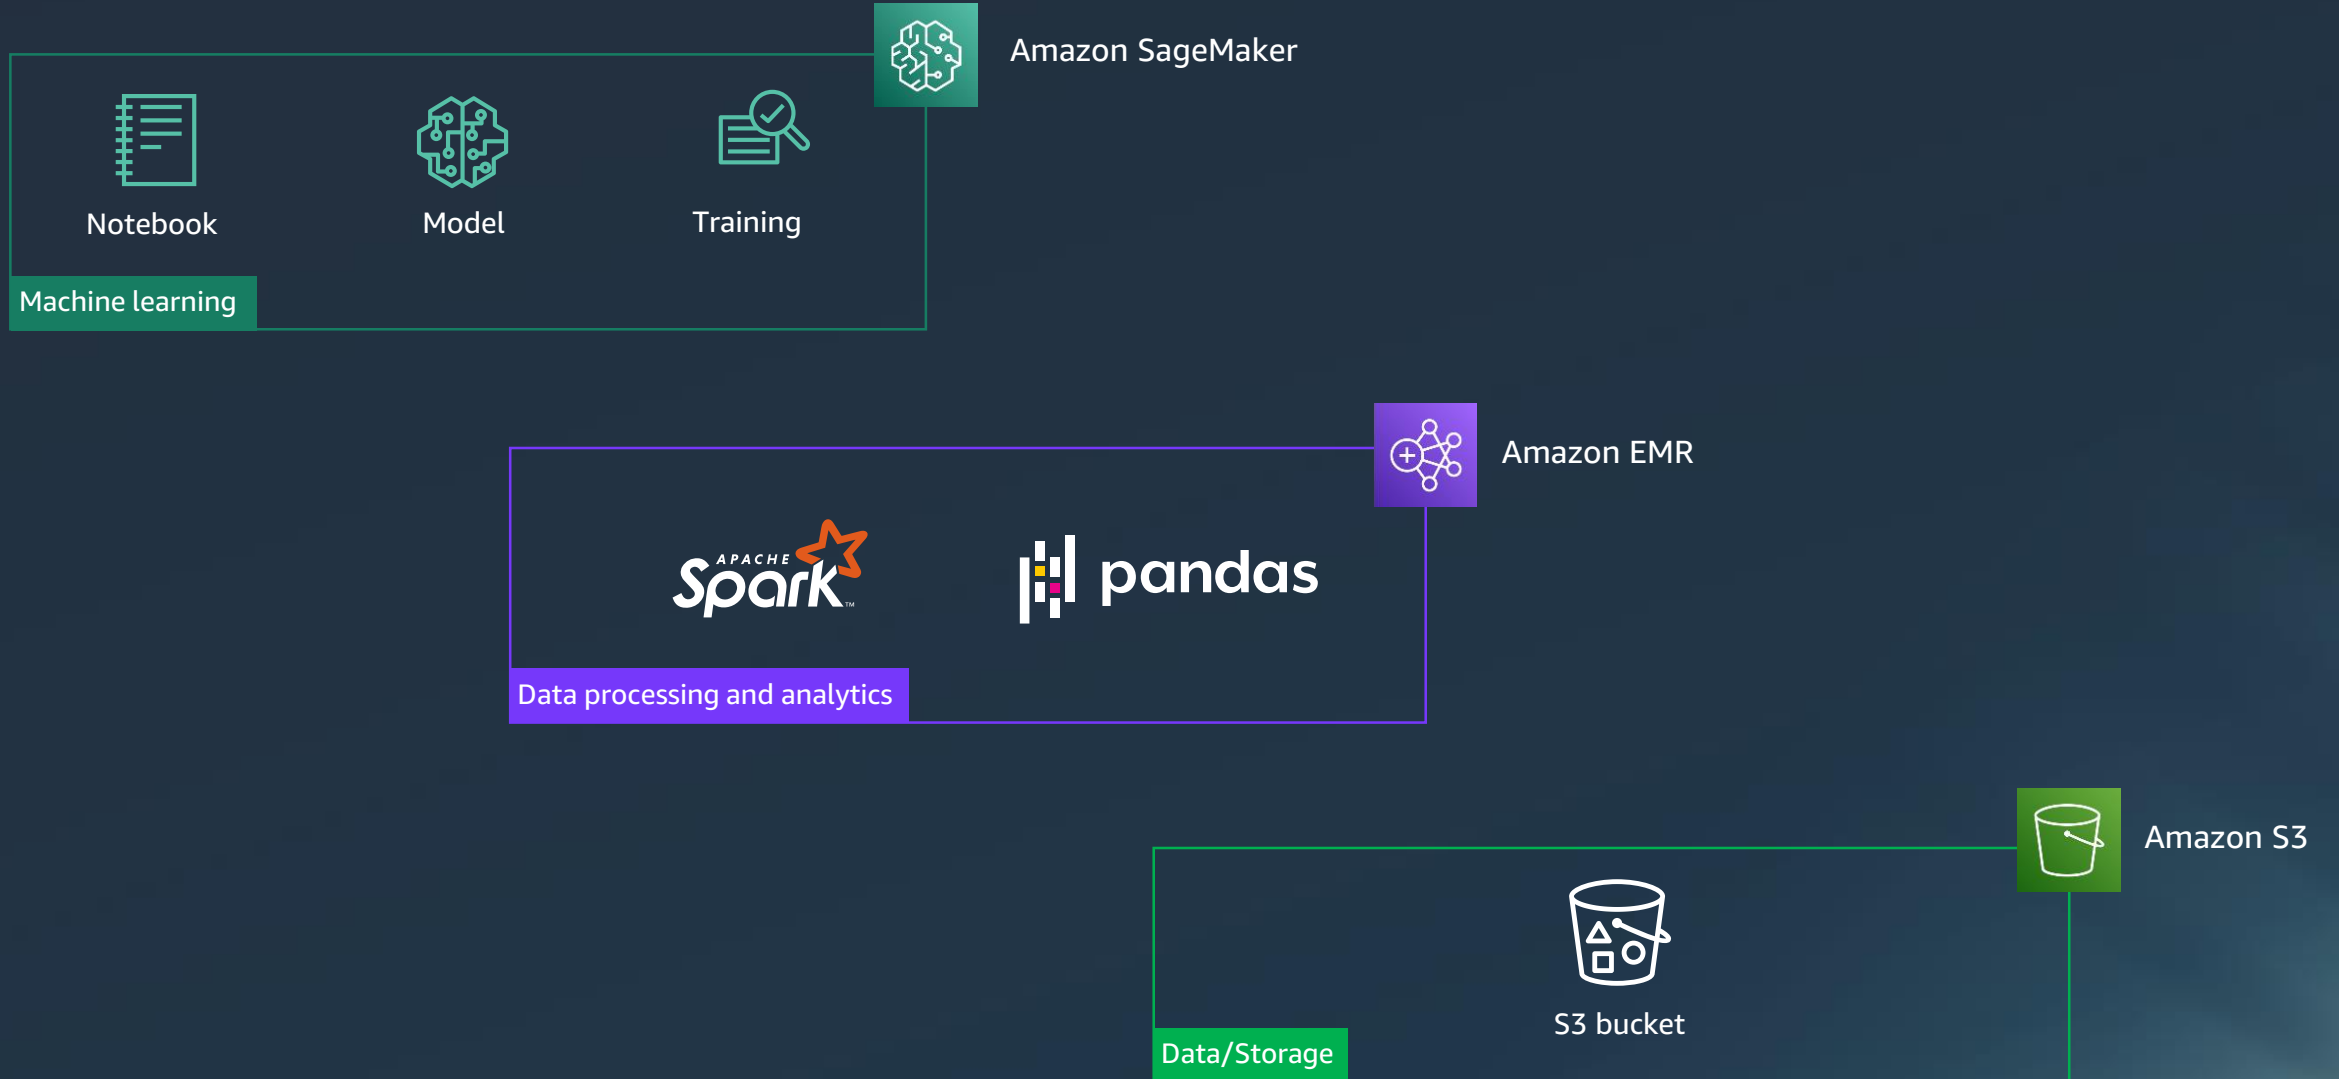 Amazon SageMaker
Notebook
Model
Training
Machine learning
Amazon EMR
APACHE
Spark™
pandas
Data processing and analytics
Amazon S3
S3 bucket
Data/Storage